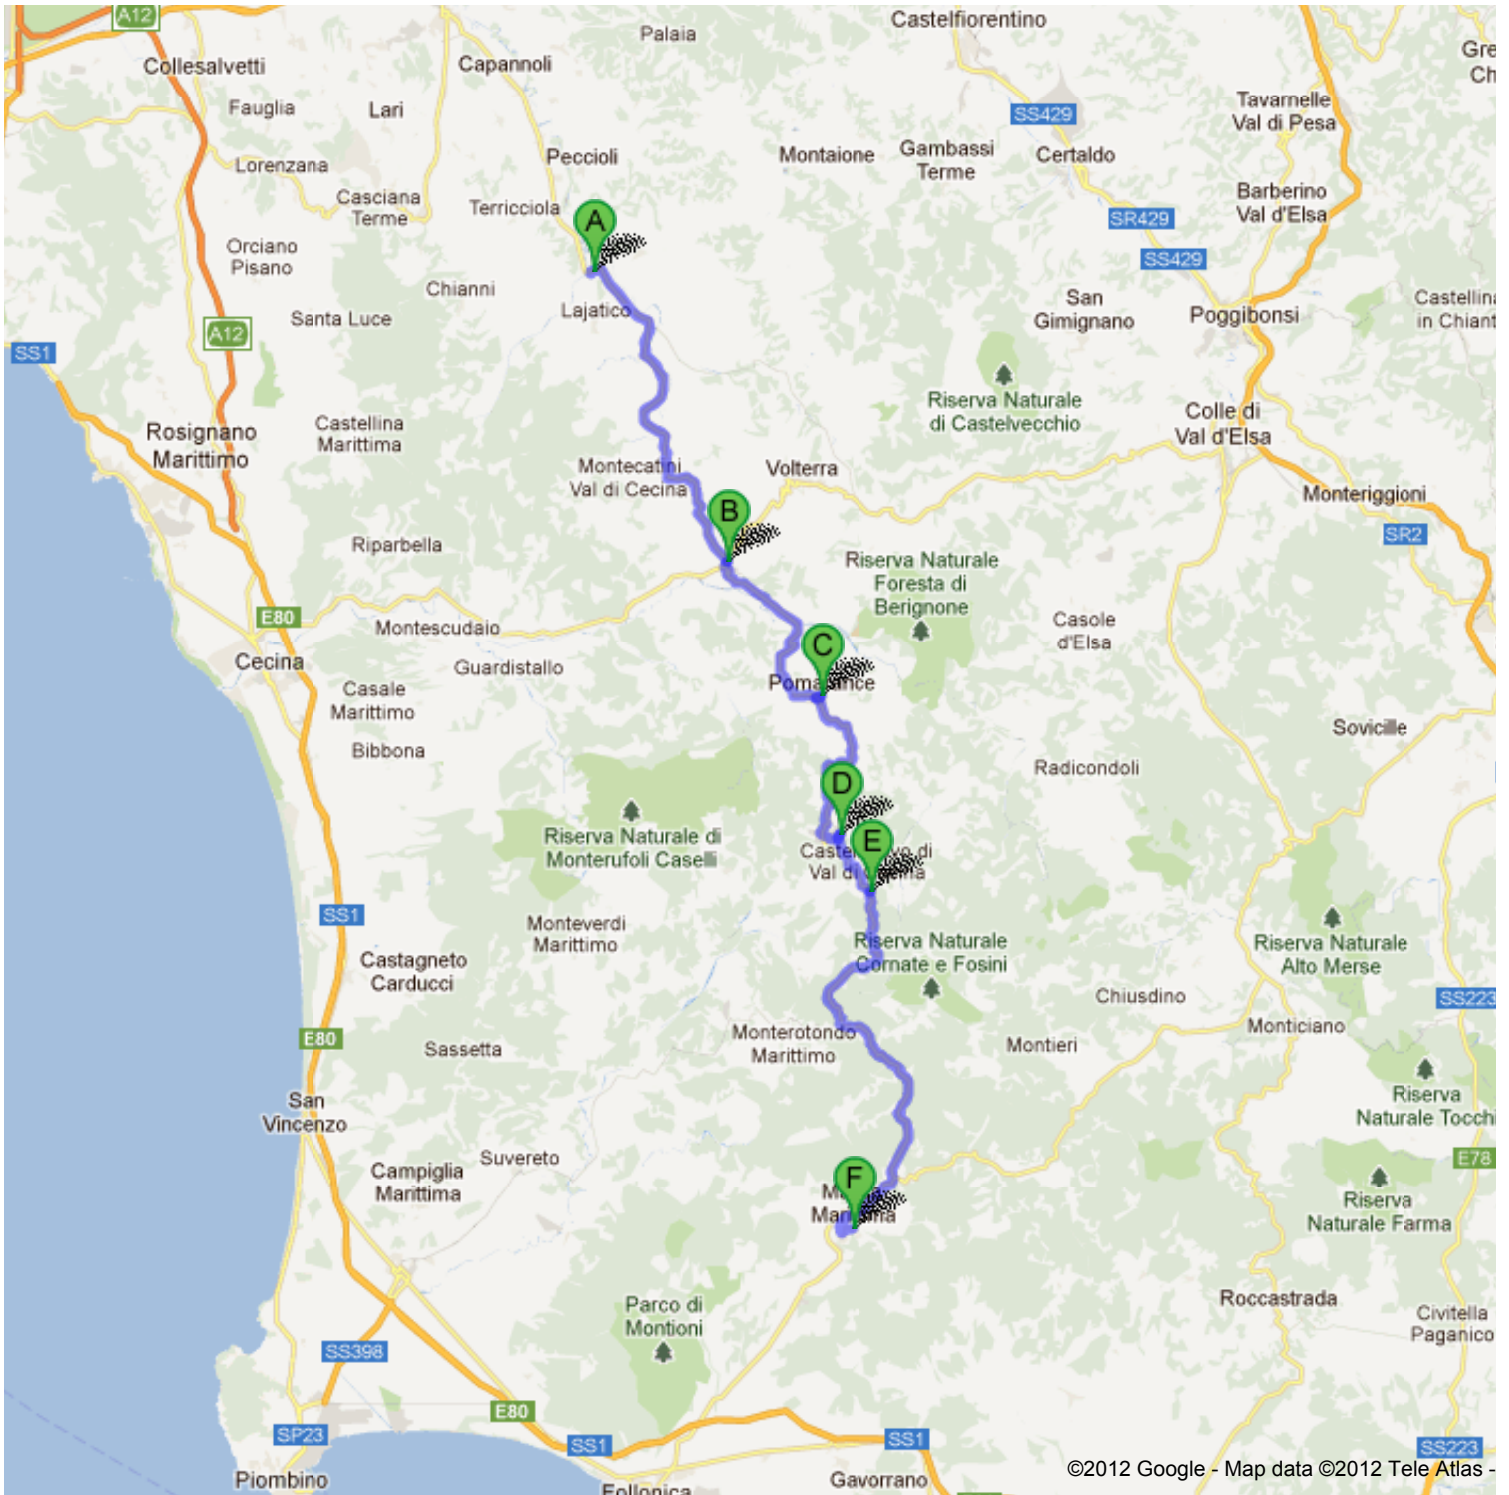 A12
Palaia
Castelfiorentino
Collesalvetti
Capannoli
Fauglia
Lari
SS429
Tavarnelle
Val di Pesa
Lorenzana
Peccioli
Montaione
Gambassi
Terme
Certaldo
Casciana
Terme
Terricciola
Barberino
Val d'Elsa
A
SR429
Orciano
Pisano
SS429
Chianni
Lajatico
Santa Luce
San
Gimignano
Poggibonsi
A12
SS1
Riserva Naturale
di Castelvecchio
Colle di
Val d'Elsa
Rosignano
Marittimo
Castellina
Marittima
Montecatini
Val di Cecina
Volterra
Monteriggioni
B
SR2
Riparbella
Riserva Naturale
Foresta di
Berignone
E80
Montescudaio
Casole
d'Elsa
C
Cecina
Guardistallo
Casale
Marittimo
Bibbona
Sovicille
Radicondoli
D
Riserva Naturale di
Monterufoli Caselli
E
SS1
Monteverdi
Marittimo
Riserva Naturale
Cornate e Fosini
Riserva Naturale
Alto Merse
Castagneto
Carducci
Chiusdino
SS223
E80
Sassetta
Monterotondo
Marittimo
Montieri
Monticiano
San
Vincenzo
Riserva
Naturale Tocchi
Suvereto
E78
Campiglia
Marittima
F
Riserva
Naturale Farma
Parco di
Montioni
Roccastrada
Civitella
Paganico
SS398
E80
SP23
SS1
SS1
SS223
Piombino
Gavorrano
©2012 Google - Map data ©2012 Tele Atlas -